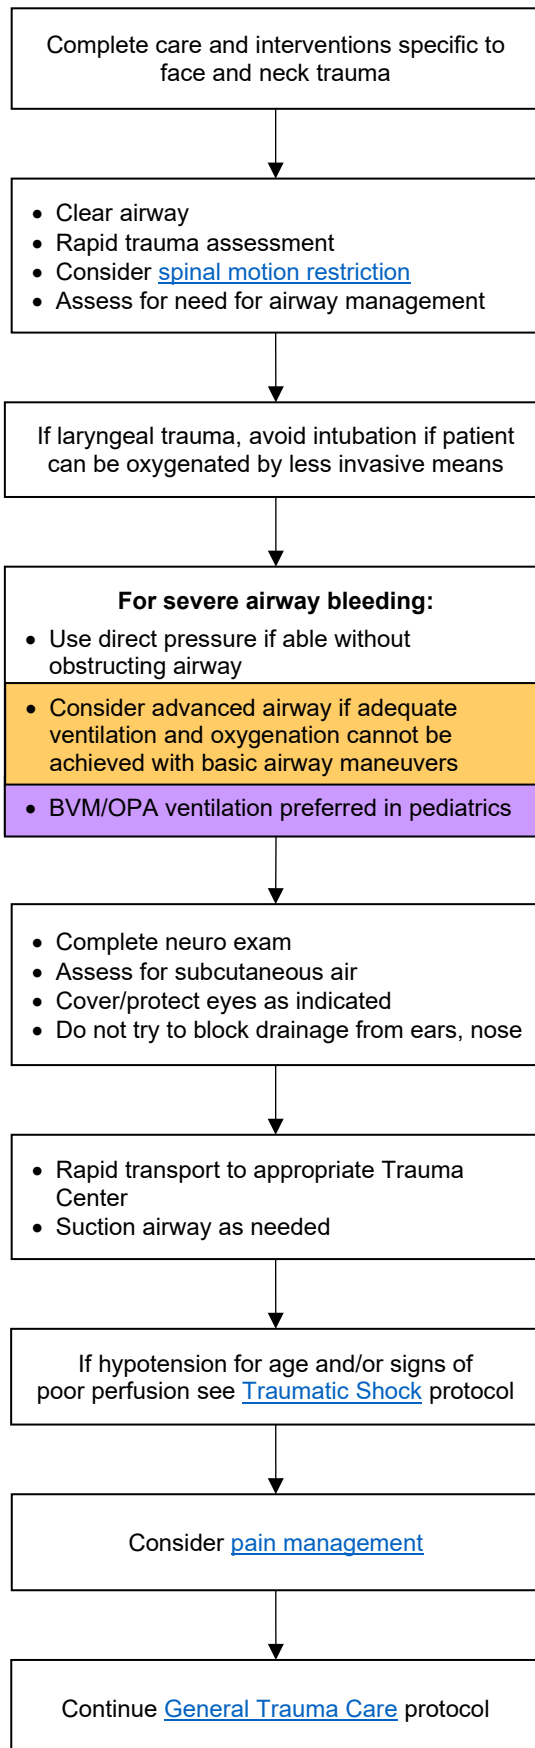 Complete care and interventions specific to
face and neck trauma
• Clear airway
• Rapid trauma assessment
• Consider spinal motion restriction
• Assess for need for airway management
If laryngeal trauma, avoid intubation if patient
can be oxygenated by less invasive means
For severe airway bleeding:
• Use direct pressure if able without
obstructing airway
• Consider advanced airway if adequate
ventilation and oxygenation cannot be
achieved with basic airway maneuvers
• BVM/OPA ventilation preferred in pediatrics
• Complete neuro exam
• Assess for subcutaneous air
• Cover/protect eyes as indicated
• Do not try to block drainage from ears, nose
• Rapid transport to appropriate Trauma
Center
• Suction airway as needed
If hypotension for age and/or signs of
poor perfusion see Traumatic Shock protocol
Consider pain management
Continue General Trauma Care protocol